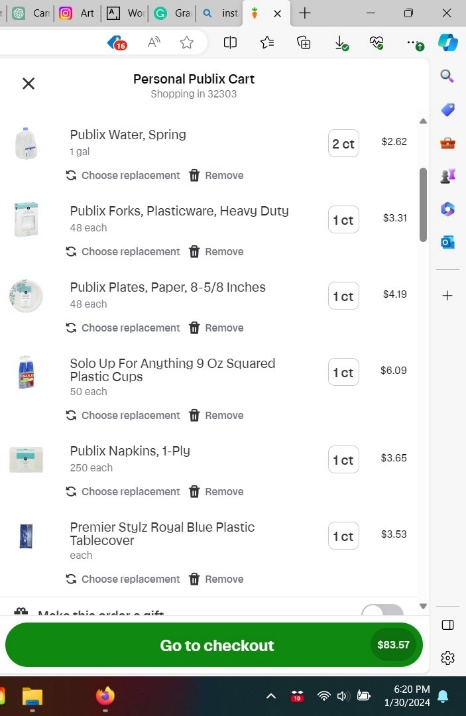 Can
Art
Wo
Gra
inst
16
Personal Publix Cart
Shopping in 32303
Publix Water, Spring
1 gal
2 ct
$2.62
Choose replacement Remove
Publix Forks, Plasticware, Heavy Duty
48 each
1 ct
$3.31
Choose replacement Remove
Publix Plates, Paper, 8-5/8 Inches
48 each
1 ct
$4.19
Choose replacement Remove
Solo Up For Anything 9 Oz Squared
Plastic Cups
50 each
1 ct
$6.09
Choose replacement Remove
Publix Napkins, 1-Ply
250 each
1 ct
$3.65
Choose replacement Remove
Premier Stylz Royal Blue Plastic
Tablecover
each
1 ct
$3.53
Choose replacement Remove
Make this order a gift
Go to checkout
$83.57
6:20 PM
1/30/2024